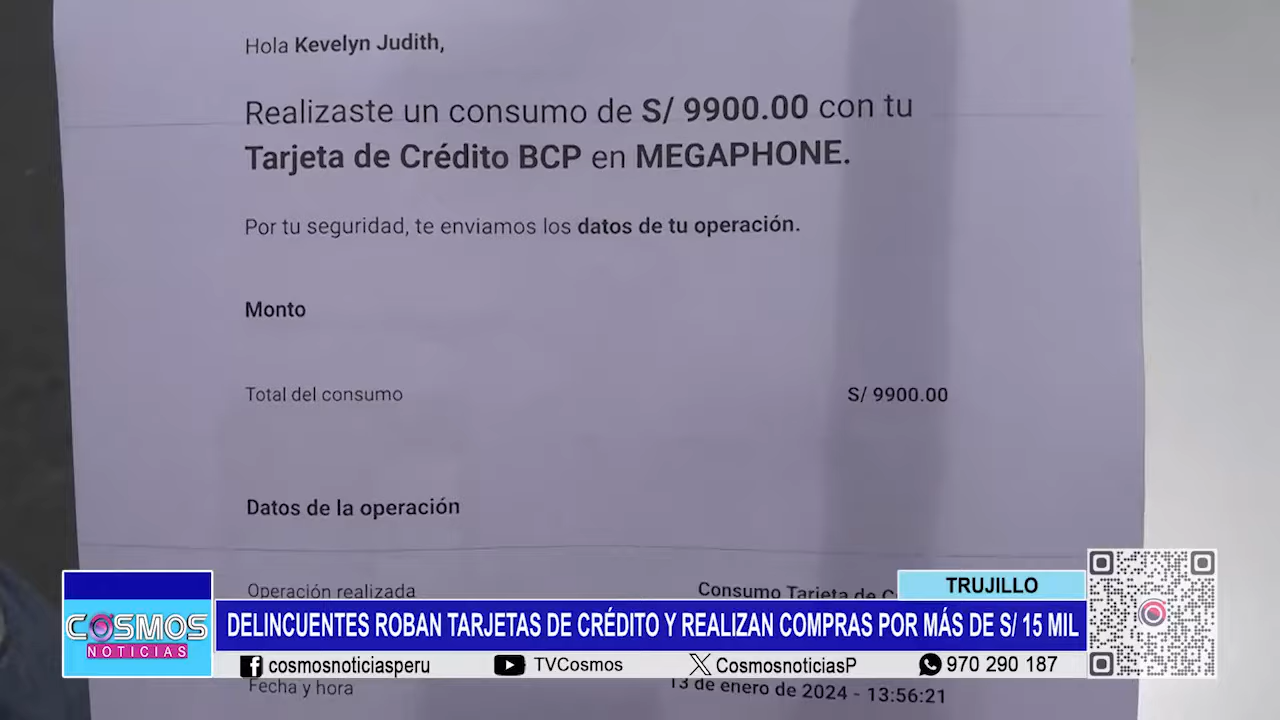 Hola Kevelyn Judith,
Realizaste un consumo de S/ 9900.00 con tu
Tarjeta de Crédito BCP en MEGAPHONE.
Por tu seguridad, te enviamos los datos de tu operación.
Monto
Total del consumo S/ 9900.00
Datos de la operación
Operación realizada Consumo Tarjeta de C
TRUJILLO
COSMOS
NOTICIAS
DELINCUENTES ROBAN TARJETAS DE CRÉDITO Y REALIZAN COMPRAS POR MÁS DE S/ 15 MIL
cosmosnoticiasperu TVCosmos CosmosnoticiasP 970 290 187
Fecha y hora 13 de enero de 2024 - 13:56:21